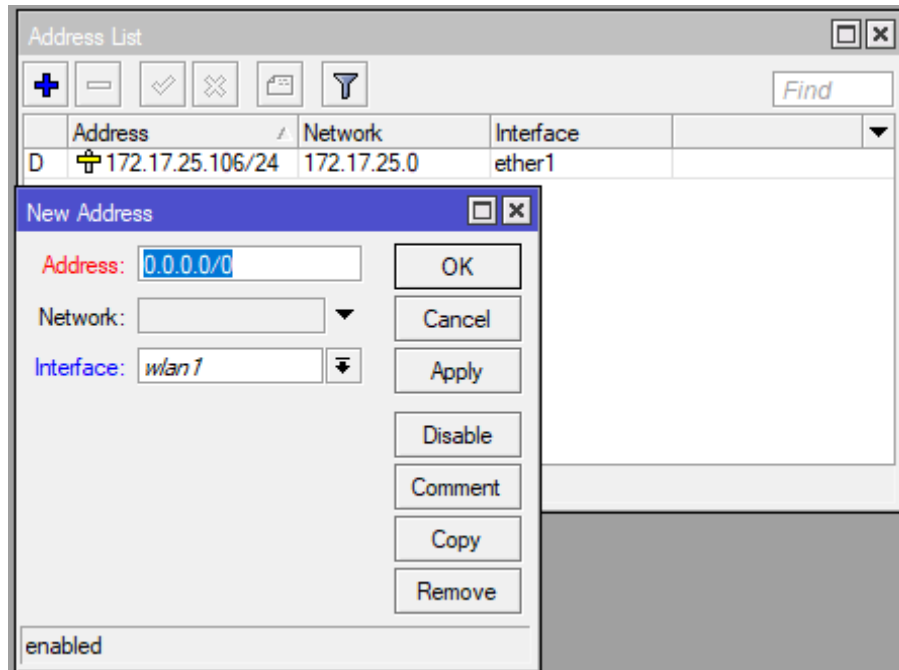 Address List
Find
Address Network Interface
D 172.17.25.106/24 172.17.25.0 ether1
New Address
Address: 0.0.0.0/0 OK
Network: Cancel
Interface: wlan1 Apply
Disable
Comment
Copy
Remove
enabled